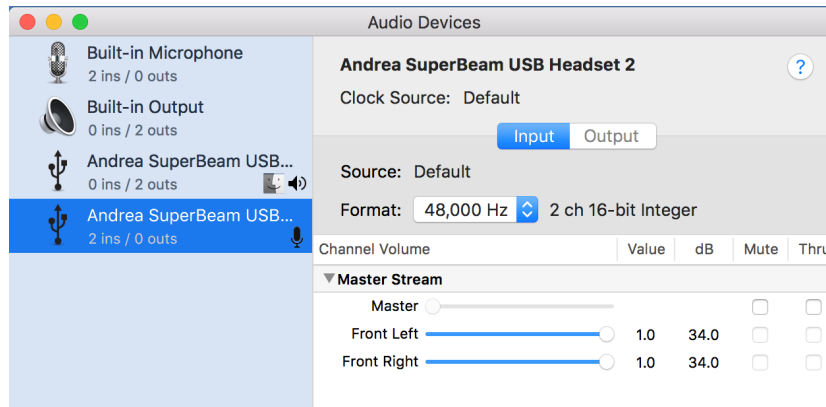 Audio Devices
Built-in Microphone
2 ins / 0 outs
Built-in Output
0 ins / 2 outs
Andrea SuperBeam USB...
0 ins / 2 outs
Andrea SuperBeam USB...
2 ins / 0 outs
Andrea SuperBeam USB Headset 2
?
Clock Source: Default
Input Output
Source: Default
Format: 48,000 Hz 2 ch 16-bit Integer
Channel Volume Value dB Mute Thru
Master Stream
Master
Front Left 1.0 34.0
Front Right 1.0 34.0